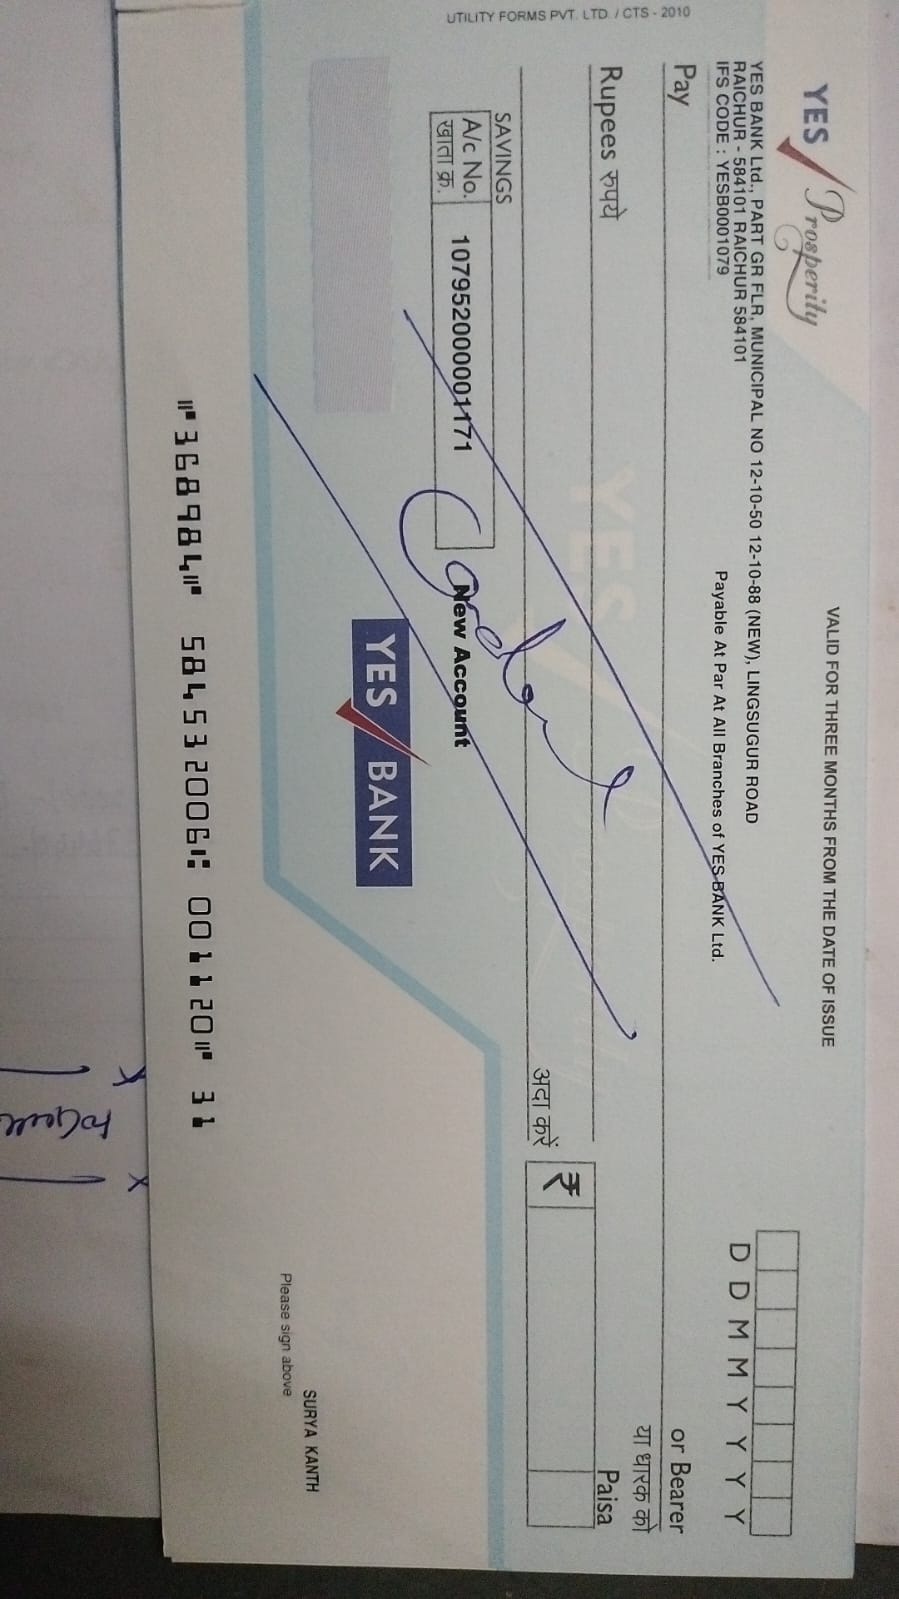 YES Prosperity
VALID FOR THREE MONTHS FROM THE DATE OF ISSUE
YES BANK Ltd., PART GR FLR, MUNICIPAL NO 12-10-50 12-10-88 (NEW), LINGSUGUR ROAD
RAICHUR - 584101 RAICHUR 584101
IFS CODE : YESB0001079
Payable At Par At All Branches of YES BANK Ltd.
D D M M Y Y Y Y
Pay
or Bearer
या धारक को
Rupees रुपये
Paisa
YES Prosperity
अदा करें
₹
SAVINGS
A/c No.
खाता क्र.
107952000001171
New Account
YES BANK
SURYA KANTH
Please sign above
⑈368984⑈ 584532006⑆ 001120⑈ 31
UTILITY FORMS PVT. LTD. / CTS - 2010